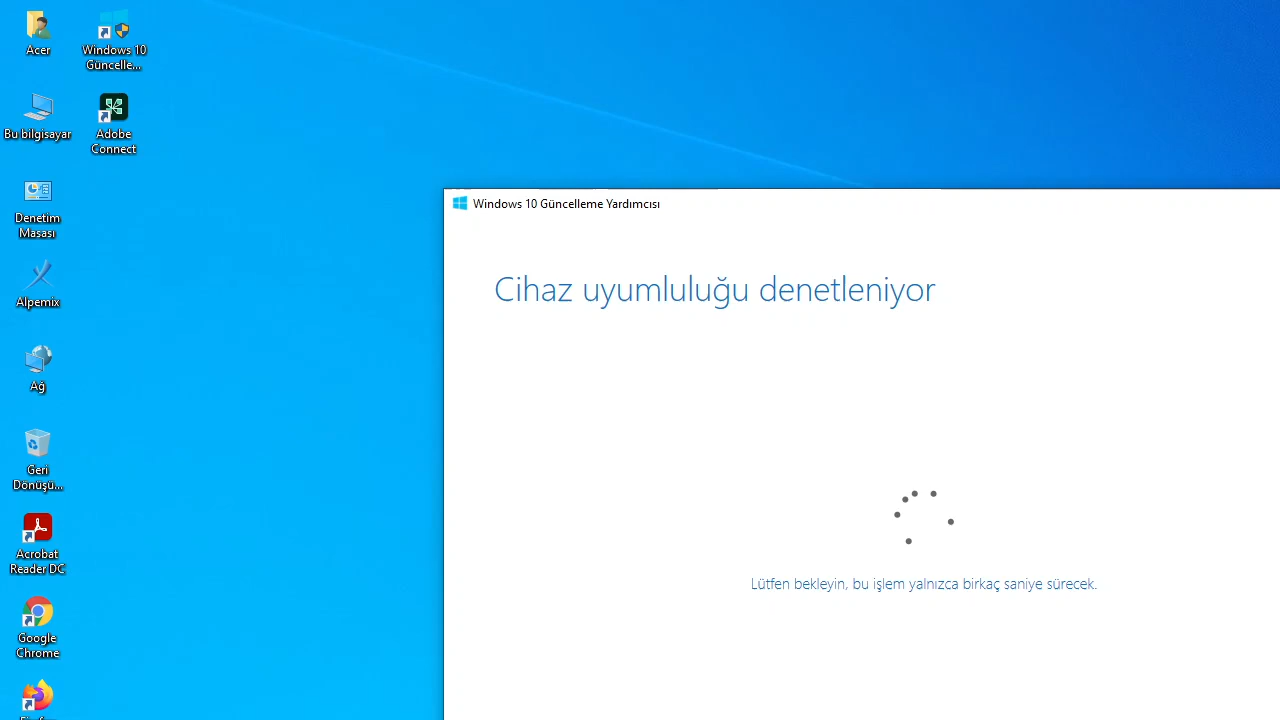 Acer
Windows 10
Güncelle...
Bu bilgisayar
Adobe
Connect
Denetim
Masası
Alpemix
Ağ
Geri
Dönüşü...
Acrobat
Reader DC
Google
Chrome
Windows 10 Güncelleme Yardımcısı
Cihaz uyumluluğu denetleniyor
Lütfen bekleyin, bu işlem yalnızca birkaç saniye sürecek.